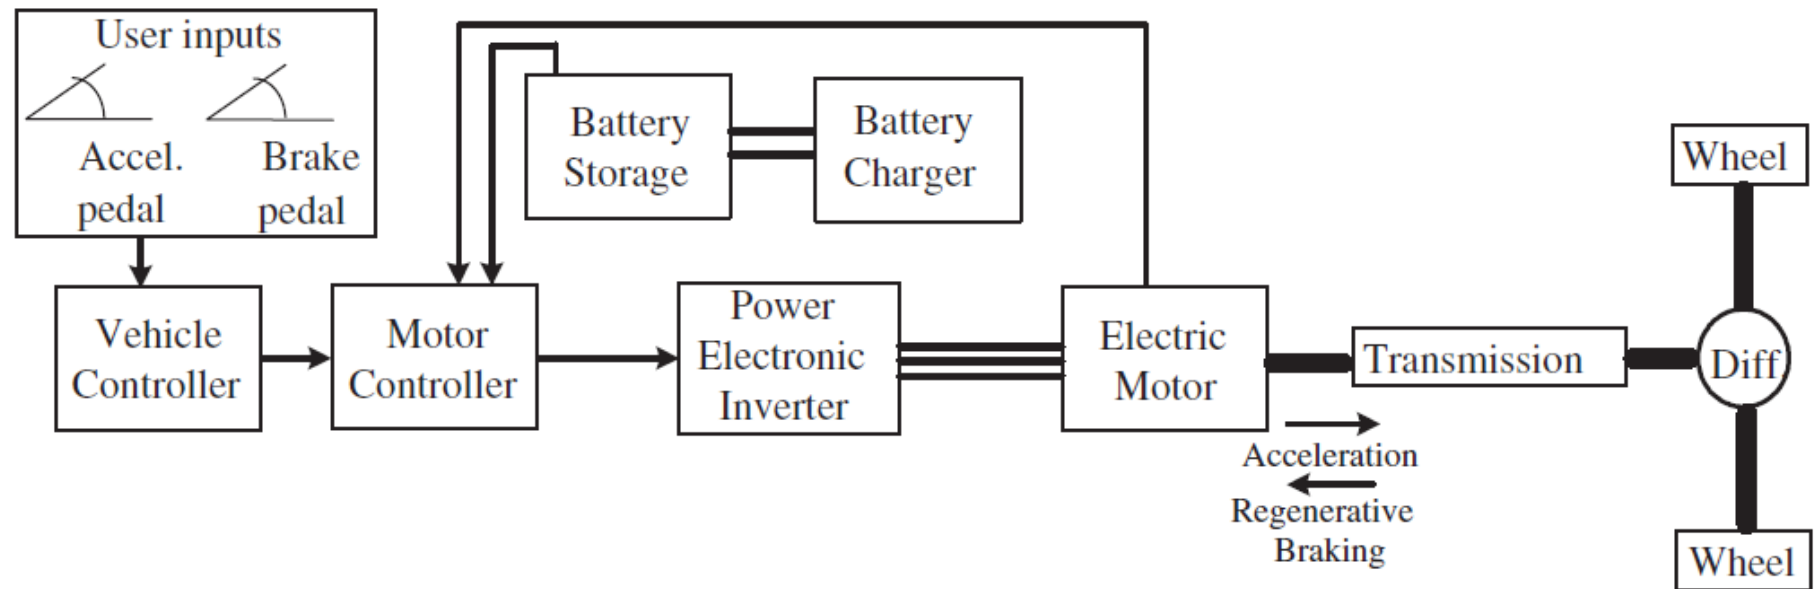 User inputs
Accel.
pedal
Brake
pedal
Battery
Storage
Battery
Charger
Wheel
Vehicle
Controller
Motor
Controller
Power
Electronic
Inverter
Electric
Motor
Transmission
Diff
Acceleration
Regenerative
Braking
Wheel